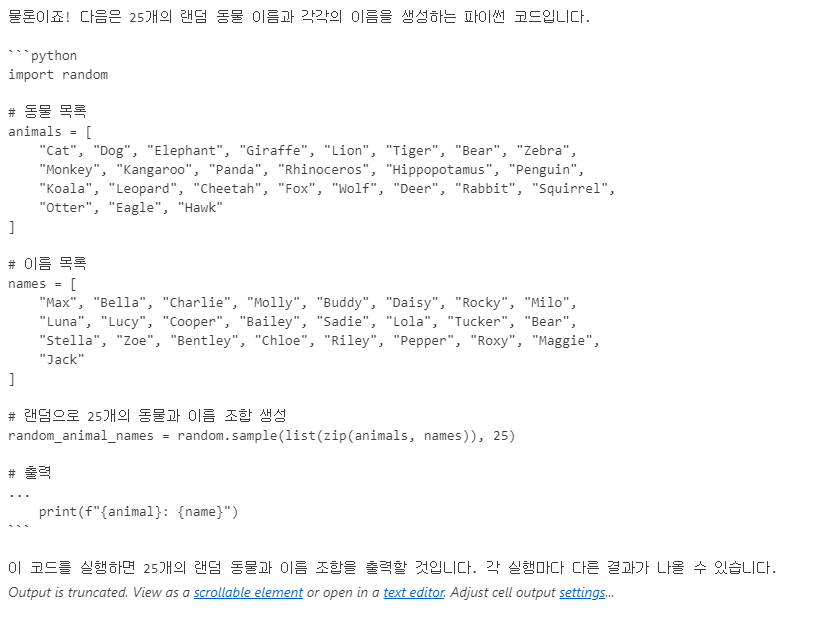 물론이죠! 다음은 25개의 랜덤 동물 이름과 각각의 이름을 생성하는 파이썬 코드입니다.
```python
import random
# 동물 목록
animals = [
    "Cat", "Dog", "Elephant", "Giraffe", "Lion", "Tiger", "Bear", "Zebra",
    "Monkey", "Kangaroo", "Panda", "Rhinoceros", "Hippopotamus", "Penguin",
    "Koala", "Leopard", "Cheetah", "Fox", "Wolf", "Deer", "Rabbit", "Squirrel",
    "Otter", "Eagle", "Hawk"
]
# 이름 목록
names = [
    "Max", "Bella", "Charlie", "Molly", "Buddy", "Daisy", "Rocky", "Milo",
    "Luna", "Lucy", "Cooper", "Bailey", "Sadie", "Lola", "Tucker", "Bear",
    "Stella", "Zoe", "Bentley", "Chloe", "Riley", "Pepper", "Roxy", "Maggie",
    "Jack"
]
# 랜덤으로 25개의 동물과 이름 조합 생성
random_animal_names = random.sample(list(zip(animals, names)), 25)
# 출력
...
    print(f"{animal}: {name}")
```
이 코드를 실행하면 25개의 랜덤 동물과 이름 조합을 출력할 것입니다. 각 실행마다 다른 결과가 나올 수 있습니다.
Output is truncated. View as a scrollable element or open in a text editor. Adjust cell output settings...